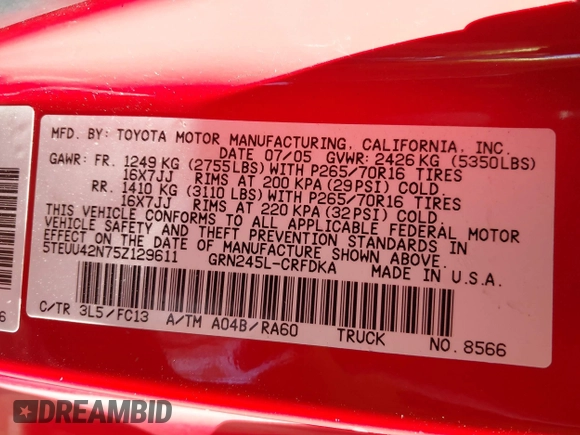 MFD. BY: TOYOTA MOTOR MANUFACTURING, CALIFORNIA, INC.
DATE 07/05 GVWR: 2426 KG (5350LBS)
GAWR: FR. 1249 KG (2755LBS) WITH P265/70R16 TIRES
16X7JJ RIMS AT 200 KPA (29PSI) COLD.
RR. 1410 KG (3110LBS) WITH P265/70R16 TIRES
16X7JJ RIMS AT 220 KPA (32PSI) COLD.
THIS VEHICLE CONFORMS TO ALL APPLICABLE FEDERAL MOTOR
VEHICLE SAFETY AND THEFT PREVENTION STANDARDS IN
EFFECT ON THE DATE OF MANUFACTURE SHOWN ABOVE.
5TEUU42N75Z129611 GRN245L-CRFDKA MADE IN U.S.A.
C/TR 3L5/FC13 A/TM A04B/RA60 TRUCK NO. 8566
6
DREAMBID